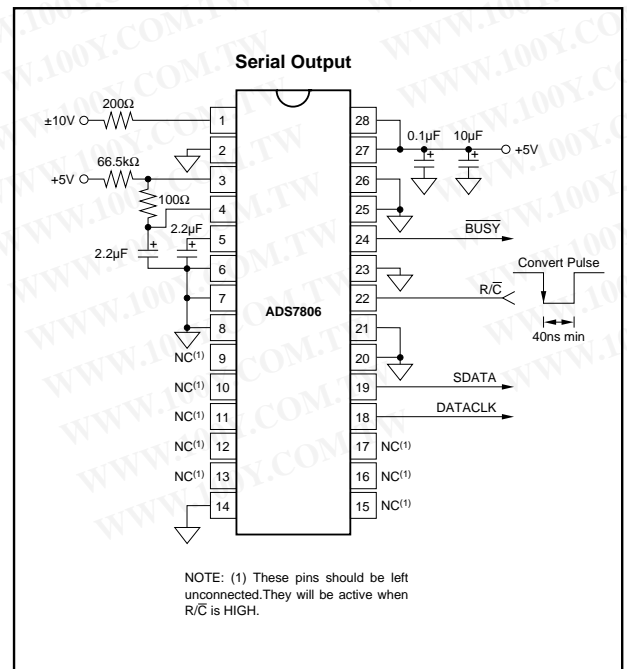 WWW.100Y.COM.TW
Serial Output
200Ω
±10V
66.5kΩ
+5V
100Ω
2.2µF
2.2µF
+
+
1
2
3
4
5
6
7
8
9
10
11
12
13
14
NC(1)
NC(1)
NC(1)
NC(1)
NC(1)
ADS7806
28
27
26
25
24
23
22
21
20
19
18
17
16
15
0.1µF
10µF
+
+
+5V
BUSY
Convert Pulse
R/C
40ns min
SDATA
DATACLK
NC(1)
NC(1)
NC(1)
NOTE: (1) These pins should be left
unconnected.They will be active when
R/C is HIGH.